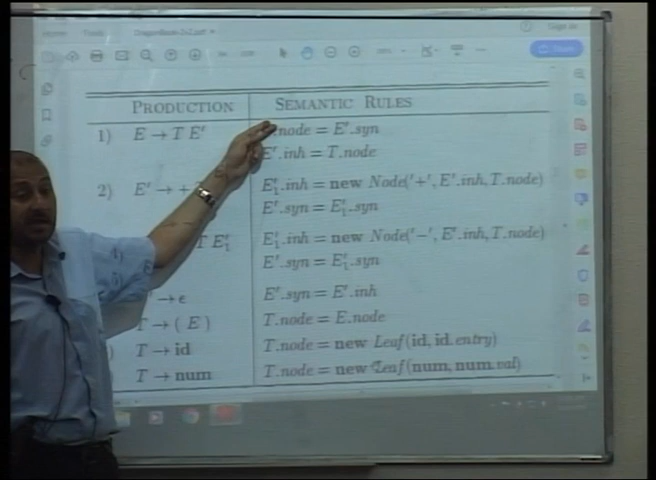 PRODUCTION SEMANTIC RULES
1) E → T E' .node = E'.syn
E'.inh = T.node
2) E' → + E'₁.inh = new Node('+', E'.inh, T.node)
E'.syn = E'₁.syn
T E'₁ E'₁.inh = new Node('−', E'.inh, T.node)
E'.syn = E'₁.syn
→ ϵ E'.syn = E'.inh
T → ( E ) T.node = E.node
) T → id T.node = new Leaf(id, id.entry)
T → num T.node = new Leaf(num, num.val)